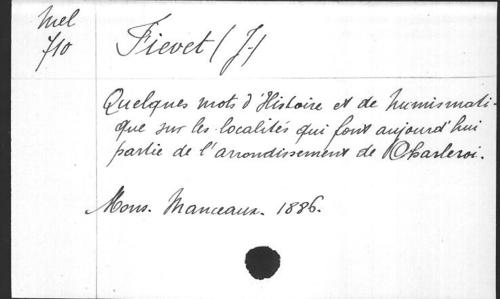 Mel
710
Fievet (J.)
Quelques mots d'Histoire et de Numismati-
que sur les localités qui font aujourd'hui
partie de l'arrondissement de Charleroi.
Mons. Manceaux. 1886.